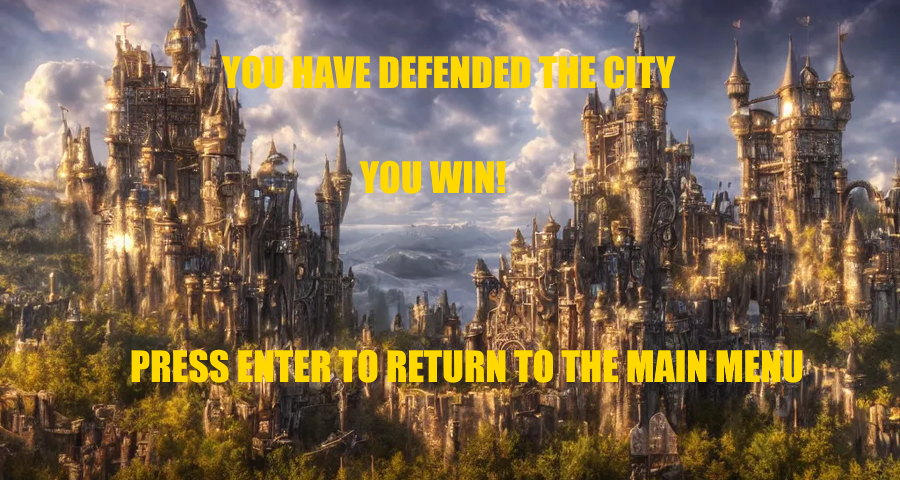 YOU HAVE DEFENDED THE CITY
YOU WIN!
PRESS ENTER TO RETURN TO THE MAIN MENU